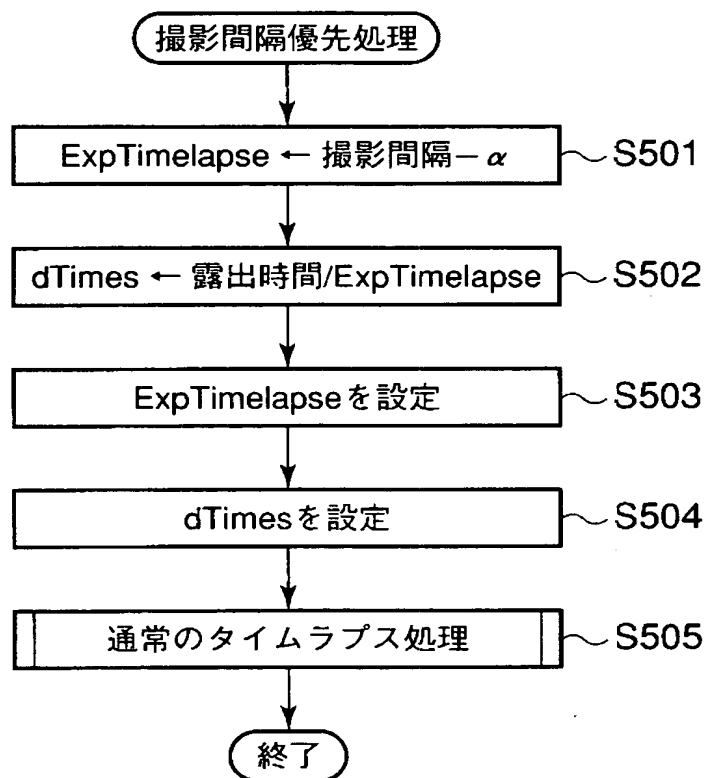 撮影間隔優先処理
ExpTimelapse ← 撮影間隔−α
S501
dTimes ← 露出時間/ExpTimelapse
S502
ExpTimelapseを設定
S503
dTimesを設定
S504
通常のタイムラプス処理
S505
終了